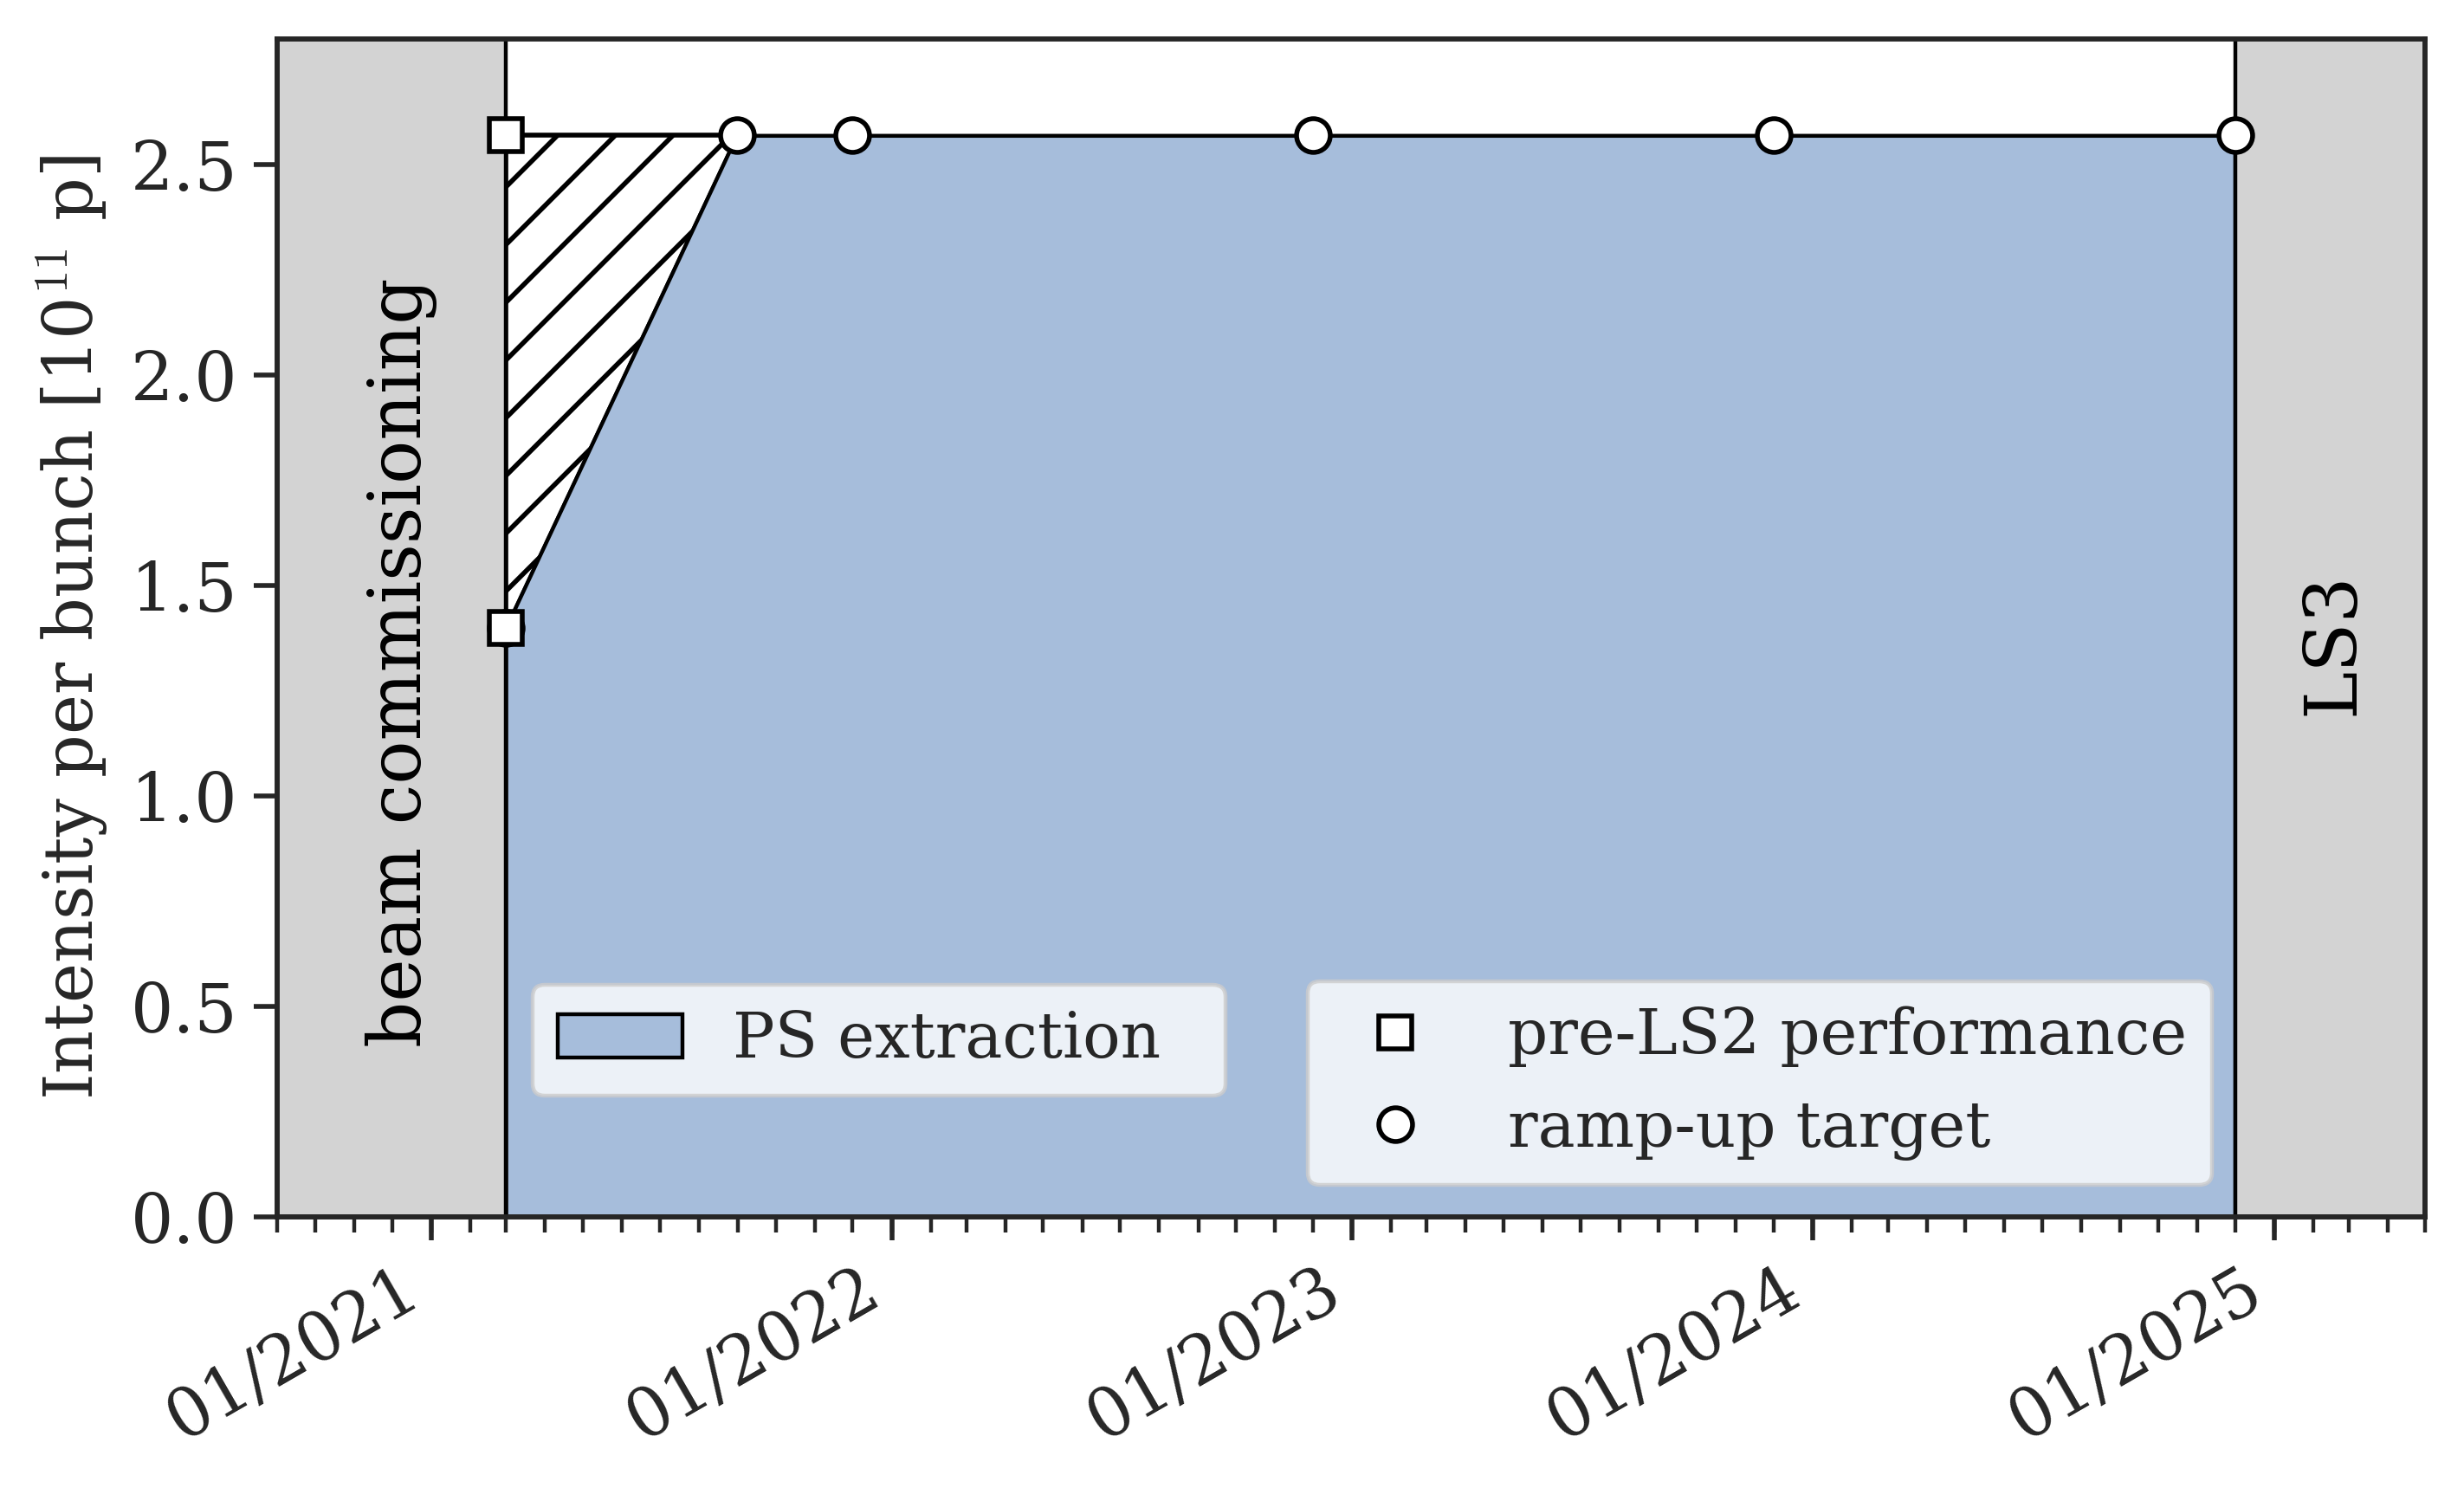 Intensity per bunch [10¹¹ p]
2.5
2.0
1.5
1.0
0.5
0.0
beam commissioning
LS3
PS extraction
pre-LS2 performance
ramp-up target
01/2021
01/2022
01/2023
01/2024
01/2025